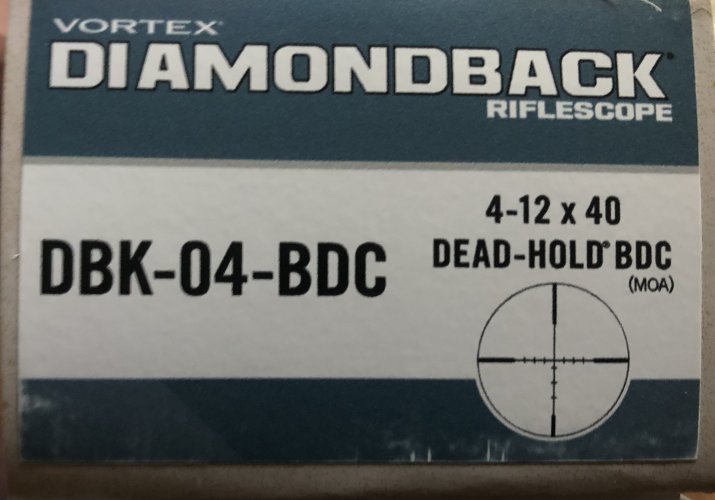 VORTEX®
DIAMONDBACK®
RIFLESCOPE
DBK-04-BDC
4-12 x 40
DEAD-HOLD® BDC
(MOA)